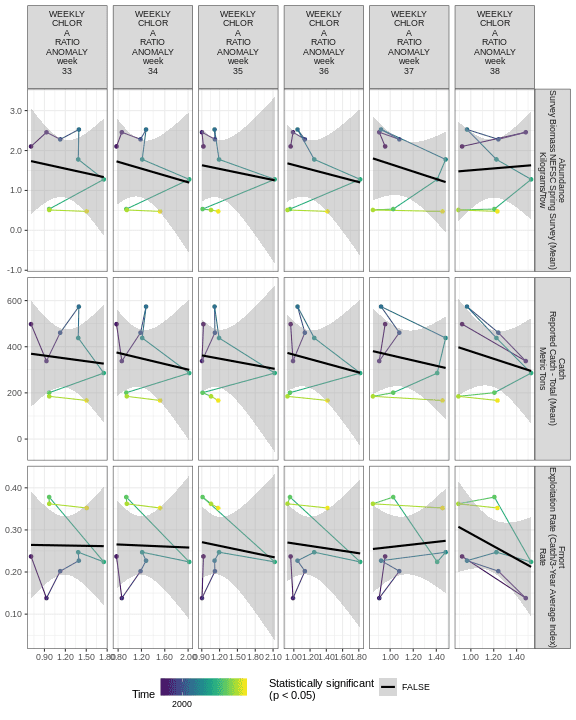 WEEKLY CHLOR A RATIO ANOMALY week 33
WEEKLY CHLOR A RATIO ANOMALY week 34
WEEKLY CHLOR A RATIO ANOMALY week 35
WEEKLY CHLOR A RATIO ANOMALY week 36
WEEKLY CHLOR A RATIO ANOMALY week 37
WEEKLY CHLOR A RATIO ANOMALY week 38
3.0
2.0
1.0
0.0
-1.0
Abundance
Survey Biomass NEFSC Spring Survey (Mean)
Kilograms/Tow
600
400
200
0
Catch
Reported Catch - Total (Mean)
Metric Tons
0.40
0.30
0.20
0.10
Fmort
Exploitation Rate (Catch/3-Year Average Index)
Rate
0.90 1.20 1.50 1.80
0.80 1.20 1.60 2.00
0.90 1.20 1.50 1.80 2.10
1.00 1.20 1.40 1.60 1.80
1.00 1.20 1.40
1.00 1.20 1.40
Time
2000
Statistically significant
(p < 0.05)
FALSE